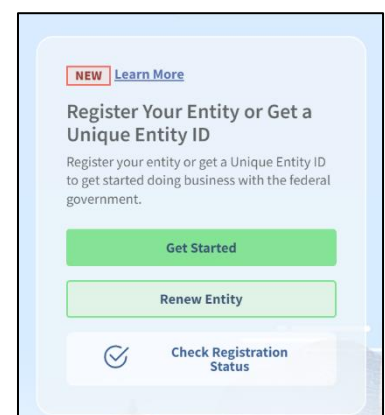 NEW Learn More
Register Your Entity or Get a
Unique Entity ID
Register your entity or get a Unique Entity ID
to get started doing business with the federal
government.
Get Started
Renew Entity
Check Registration
Status